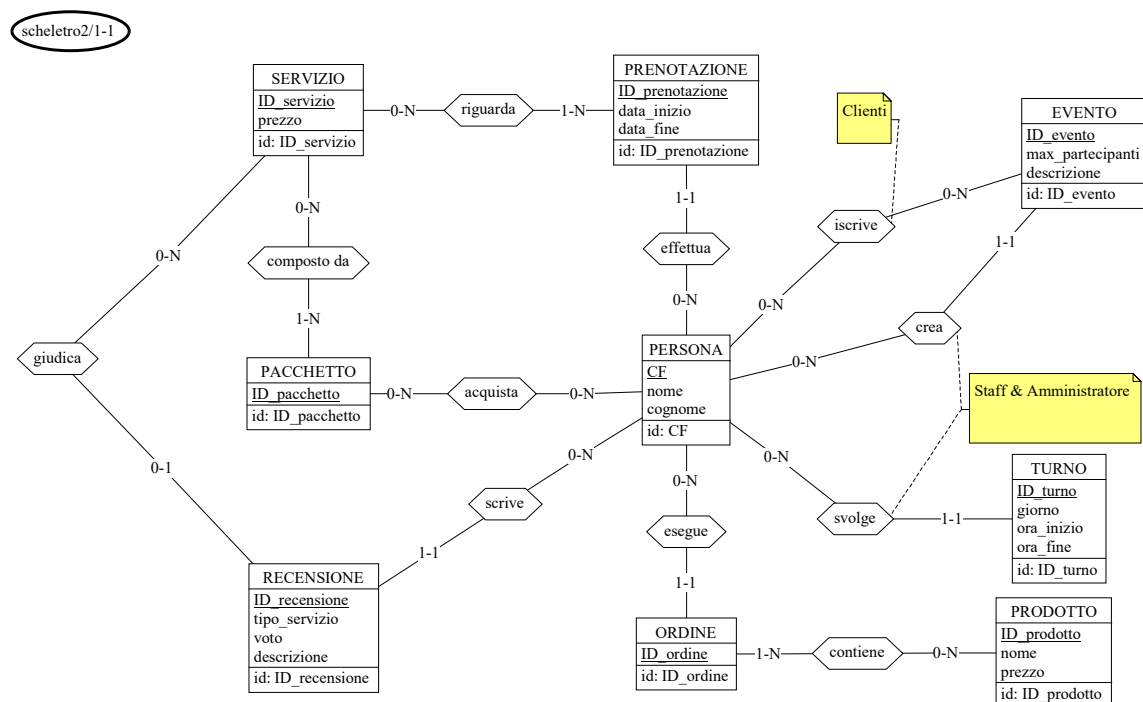 scheletro2/1-1
SERVIZIO
ID_servizio
prezzo
id: ID_servizio
0-N
riguarda
1-N
PRENOTAZIONE
ID_prenotazione
data_inizio
data_fine
id: ID_prenotazione
Clienti
EVENTO
ID_evento
max_partecipanti
descrizione
id: ID_evento
1-1
0-N
0-N
iscrive
0-N
effettua
composto da
1-1
0-N
0-N
0-N
crea
1-N
giudica
PERSONA
CF
nome
cognome
id: CF
0-N
PACCHETTO
ID_pacchetto
id: ID_pacchetto
0-N
acquista
0-N
Staff & Amministratore
0-N
0-N
0-1
0-N
scrive
esegue
svolge
1-1
TURNO
ID_turno
giorno
ora_inizio
ora_fine
id: ID_turno
1-1
1-1
RECENSIONE
ID_recensione
tipo_servizio
voto
descrizione
id: ID_recensione
ORDINE
ID_ordine
id: ID_ordine
1-N
contiene
0-N
PRODOTTO
ID_prodotto
nome
prezzo
id: ID_prodotto